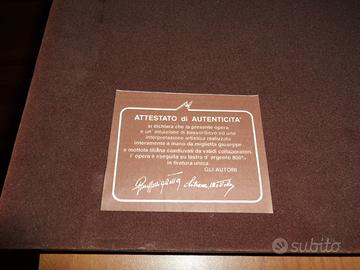 ATTESTATO di AUTENTICITA'
si dichiara che la presente opera
e un' intuizione di bassorilievo ed una
interpretazione artistica realizzata
interamente a mano da miglietta giuseppe
e mottola liliana coadiuvati da validi collaboratori.
l' opera è eseguita su lastra d' argento 800°°
in tiratura unica.
GLI AUTORI
subito